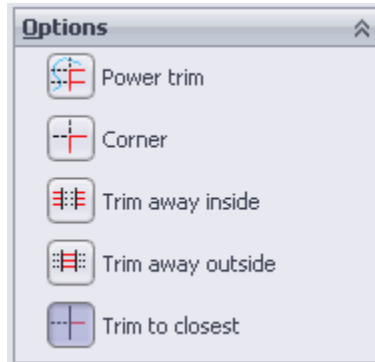 Options
Power trim
Corner
Trim away inside
Trim away outside
Trim to closest